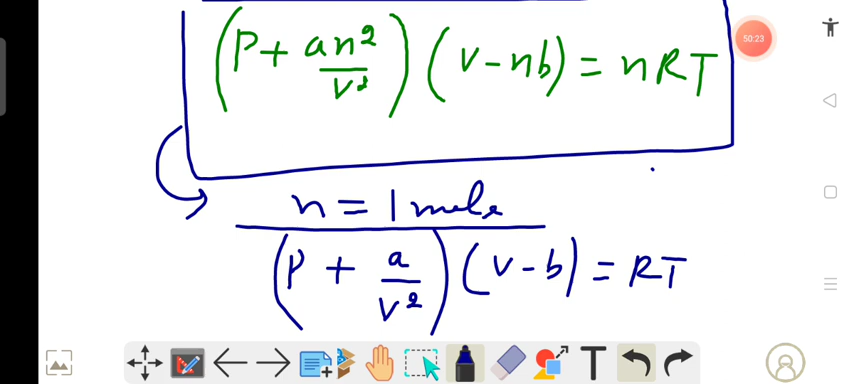 (P + an²/V²) (V - nb) = nRT
50:23
n = 1 mole
(P + a/V²) (V - b) = RT
T